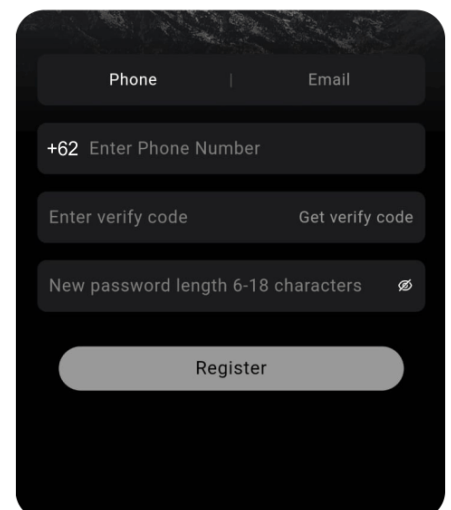 Phone | Email
+62 Enter Phone Number
Enter verify code Get verify code
New password length 6-18 characters
Register